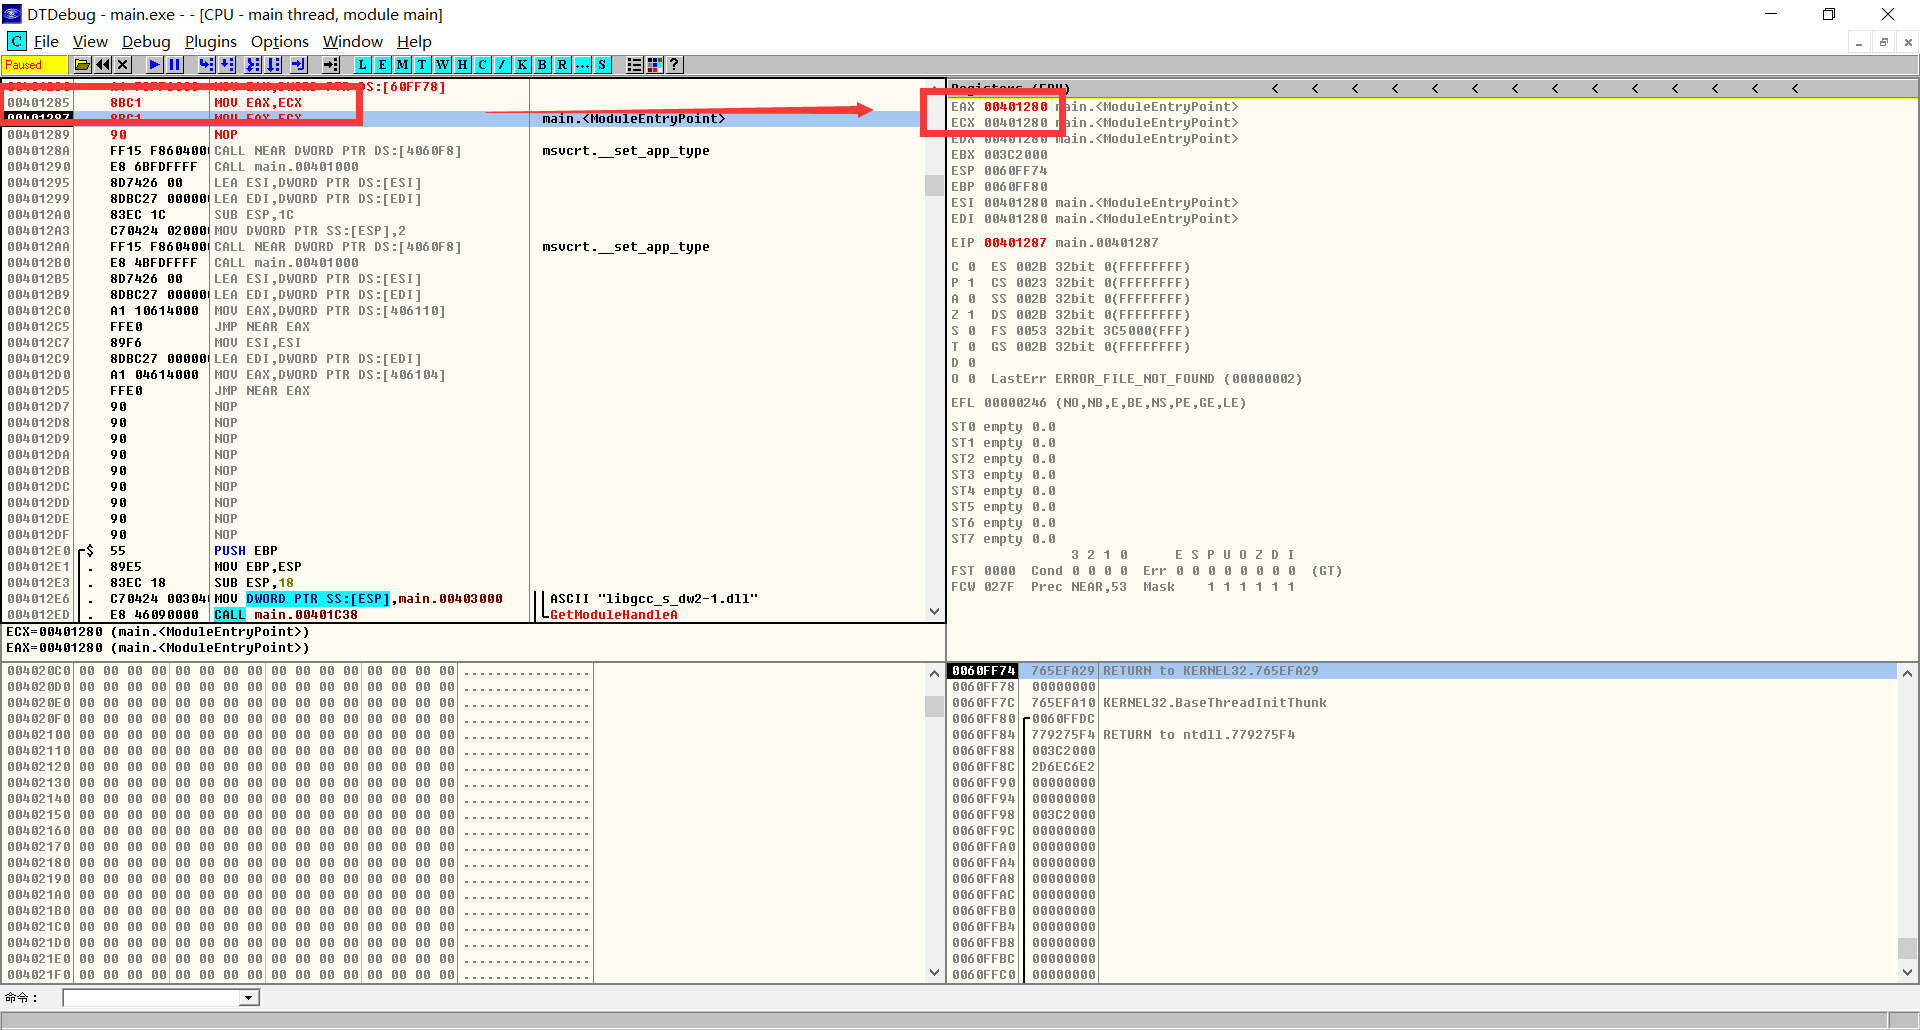 DTDebug - main.exe - - [CPU - main thread, module main]
C File View Debug Plugins Options Window Help
Paused L E M T W H C / K B R ... S ?
MOV EAX,DWORD PTR DS:[60FF78]
00401285 8BC1 MOV EAX,ECX
00401287 8BC1 MOV EAX,ECX main.<ModuleEntryPoint>
00401289 90 NOP
0040128A FF15 F8604000 CALL NEAR DWORD PTR DS:[4060F8] msvcrt.__set_app_type
00401290 E8 6BFDFFFF CALL main.00401000
00401295 8D7426 00 LEA ESI,DWORD PTR DS:[ESI]
00401299 8DBC27 000000 LEA EDI,DWORD PTR DS:[EDI]
004012A0 83EC 1C SUB ESP,1C
004012A3 C70424 020000 MOV DWORD PTR SS:[ESP],2
004012AA FF15 F8604000 CALL NEAR DWORD PTR DS:[4060F8] msvcrt.__set_app_type
004012B0 E8 4BFDFFFF CALL main.00401000
004012B5 8D7426 00 LEA ESI,DWORD PTR DS:[ESI]
004012B9 8DBC27 000000 LEA EDI,DWORD PTR DS:[EDI]
004012C0 A1 10614000 MOV EAX,DWORD PTR DS:[406110]
004012C5 FFE0 JMP NEAR EAX
004012C7 89F6 MOV ESI,ESI
004012C9 8DBC27 000000 LEA EDI,DWORD PTR DS:[EDI]
004012D0 A1 04614000 MOV EAX,DWORD PTR DS:[406104]
004012D5 FFE0 JMP NEAR EAX
004012D7 90 NOP
004012D8 90 NOP
004012D9 90 NOP
004012DA 90 NOP
004012DB 90 NOP
004012DC 90 NOP
004012DD 90 NOP
004012DE 90 NOP
004012DF 90 NOP
004012E0 $ 55 PUSH EBP
004012E1 . 89E5 MOV EBP,ESP
004012E3 . 83EC 18 SUB ESP,18
004012E6 . C70424 003040 MOV DWORD PTR SS:[ESP],main.00403000 ASCII "libgcc_s_dw2-1.dll"
004012ED . E8 46090000 CALL main.00401C38 GetModuleHandleA
ECX=00401280 (main.<ModuleEntryPoint>)
EAX=00401280 (main.<ModuleEntryPoint>)
Registers (FPU) < < < < < < < < < < < < < <
EAX 00401280 main.<ModuleEntryPoint>
ECX 00401280 main.<ModuleEntryPoint>
EDX 00401280 main.<ModuleEntryPoint>
EBX 003C2000
ESP 0060FF74
EBP 0060FF80
ESI 00401280 main.<ModuleEntryPoint>
EDI 00401280 main.<ModuleEntryPoint>
EIP 00401287 main.00401287
C 0 ES 002B 32bit 0(FFFFFFFF)
P 1 CS 0023 32bit 0(FFFFFFFF)
A 0 SS 002B 32bit 0(FFFFFFFF)
Z 1 DS 002B 32bit 0(FFFFFFFF)
S 0 FS 0053 32bit 3C5000(FFF)
T 0 GS 002B 32bit 0(FFFFFFFF)
D 0
O 0 LastErr ERROR_FILE_NOT_FOUND (00000002)
EFL 00000246 (NO,NB,E,BE,NS,PE,GE,LE)
ST0 empty 0.0
ST1 empty 0.0
ST2 empty 0.0
ST3 empty 0.0
ST4 empty 0.0
ST5 empty 0.0
ST6 empty 0.0
ST7 empty 0.0
3 2 1 0 E S P U O Z D I
FST 0000 Cond 0 0 0 0 Err 0 0 0 0 0 0 0 0 (GT)
FCW 027F Prec NEAR,53 Mask 1 1 1 1 1 1
004020C0 00 00 00 00 00 00 00 00 00 00 00 00 00 00 00 00 ................
004020D0 00 00 00 00 00 00 00 00 00 00 00 00 00 00 00 00 ................
004020E0 00 00 00 00 00 00 00 00 00 00 00 00 00 00 00 00 ................
004020F0 00 00 00 00 00 00 00 00 00 00 00 00 00 00 00 00 ................
00402100 00 00 00 00 00 00 00 00 00 00 00 00 00 00 00 00 ................
00402110 00 00 00 00 00 00 00 00 00 00 00 00 00 00 00 00 ................
00402120 00 00 00 00 00 00 00 00 00 00 00 00 00 00 00 00 ................
00402130 00 00 00 00 00 00 00 00 00 00 00 00 00 00 00 00 ................
00402140 00 00 00 00 00 00 00 00 00 00 00 00 00 00 00 00 ................
00402150 00 00 00 00 00 00 00 00 00 00 00 00 00 00 00 00 ................
00402160 00 00 00 00 00 00 00 00 00 00 00 00 00 00 00 00 ................
00402170 00 00 00 00 00 00 00 00 00 00 00 00 00 00 00 00 ................
00402180 00 00 00 00 00 00 00 00 00 00 00 00 00 00 00 00 ................
00402190 00 00 00 00 00 00 00 00 00 00 00 00 00 00 00 00 ................
004021A0 00 00 00 00 00 00 00 00 00 00 00 00 00 00 00 00 ................
004021B0 00 00 00 00 00 00 00 00 00 00 00 00 00 00 00 00 ................
004021C0 00 00 00 00 00 00 00 00 00 00 00 00 00 00 00 00 ................
004021D0 00 00 00 00 00 00 00 00 00 00 00 00 00 00 00 00 ................
004021E0 00 00 00 00 00 00 00 00 00 00 00 00 00 00 00 00 ................
004021F0 00 00 00 00 00 00 00 00 00 00 00 00 00 00 00 00 ................
0060FF74 765EFA29 RETURN to KERNEL32.765EFA29
0060FF78 00000000
0060FF7C 765EFA10 KERNEL32.BaseThreadInitThunk
0060FF80 0060FFDC
0060FF84 779275F4 RETURN to ntdll.779275F4
0060FF88 003C2000
0060FF8C 2D6EC6E2
0060FF90 00000000
0060FF94 00000000
0060FF98 003C2000
0060FF9C 00000000
0060FFA0 00000000
0060FFA4 00000000
0060FFA8 00000000
0060FFAC 00000000
0060FFB0 00000000
0060FFB4 00000000
0060FFB8 00000000
0060FFBC 00000000
0060FFC0 00000000
命令：